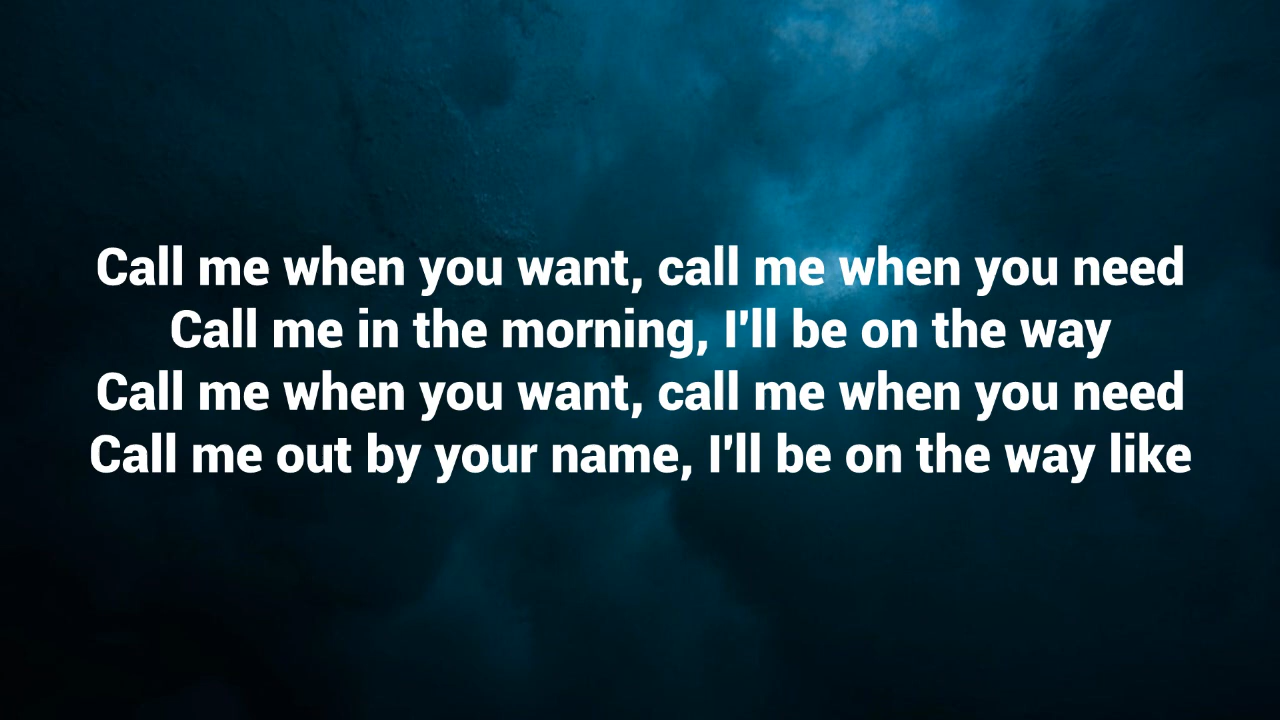 Call me when you want, call me when you need
Call me in the morning, I'll be on the way
Call me when you want, call me when you need
Call me out by your name, I'll be on the way like